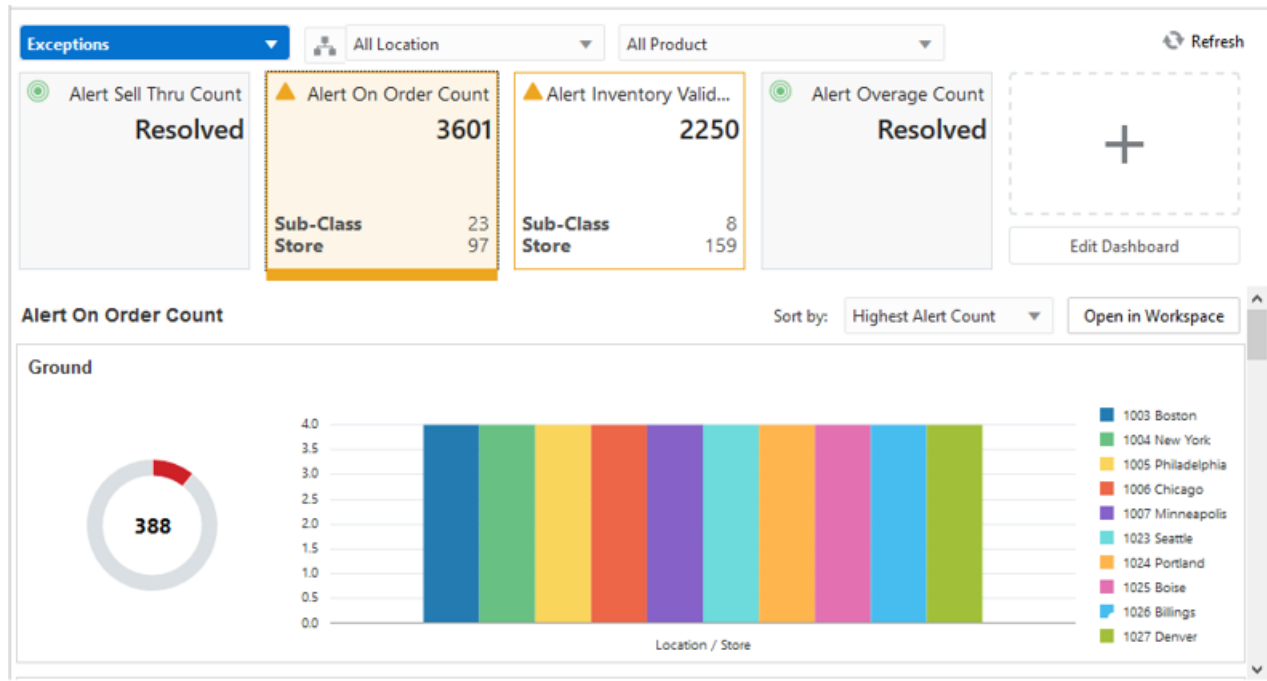 Exceptions
All Location
All Product
Refresh
Alert Sell Thru Count
Resolved
Alert On Order Count
3601
Sub-Class 23
Store 97
Alert Inventory Valid...
2250
Sub-Class 8
Store 159
Alert Overage Count
Resolved
Edit Dashboard
Alert On Order Count
Sort by: Highest Alert Count
Open in Workspace
Ground
388
4.0
3.5
3.0
2.5
2.0
1.5
1.0
0.5
0.0
Location / Store
1003 Boston
1004 New York
1005 Philadelphia
1006 Chicago
1007 Minneapolis
1023 Seattle
1024 Portland
1025 Boise
1026 Billings
1027 Denver